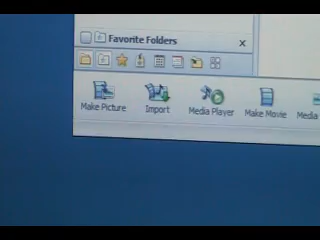 Favorite Folders
x
Make Picture
Import
Media Player
Make Movie
Media